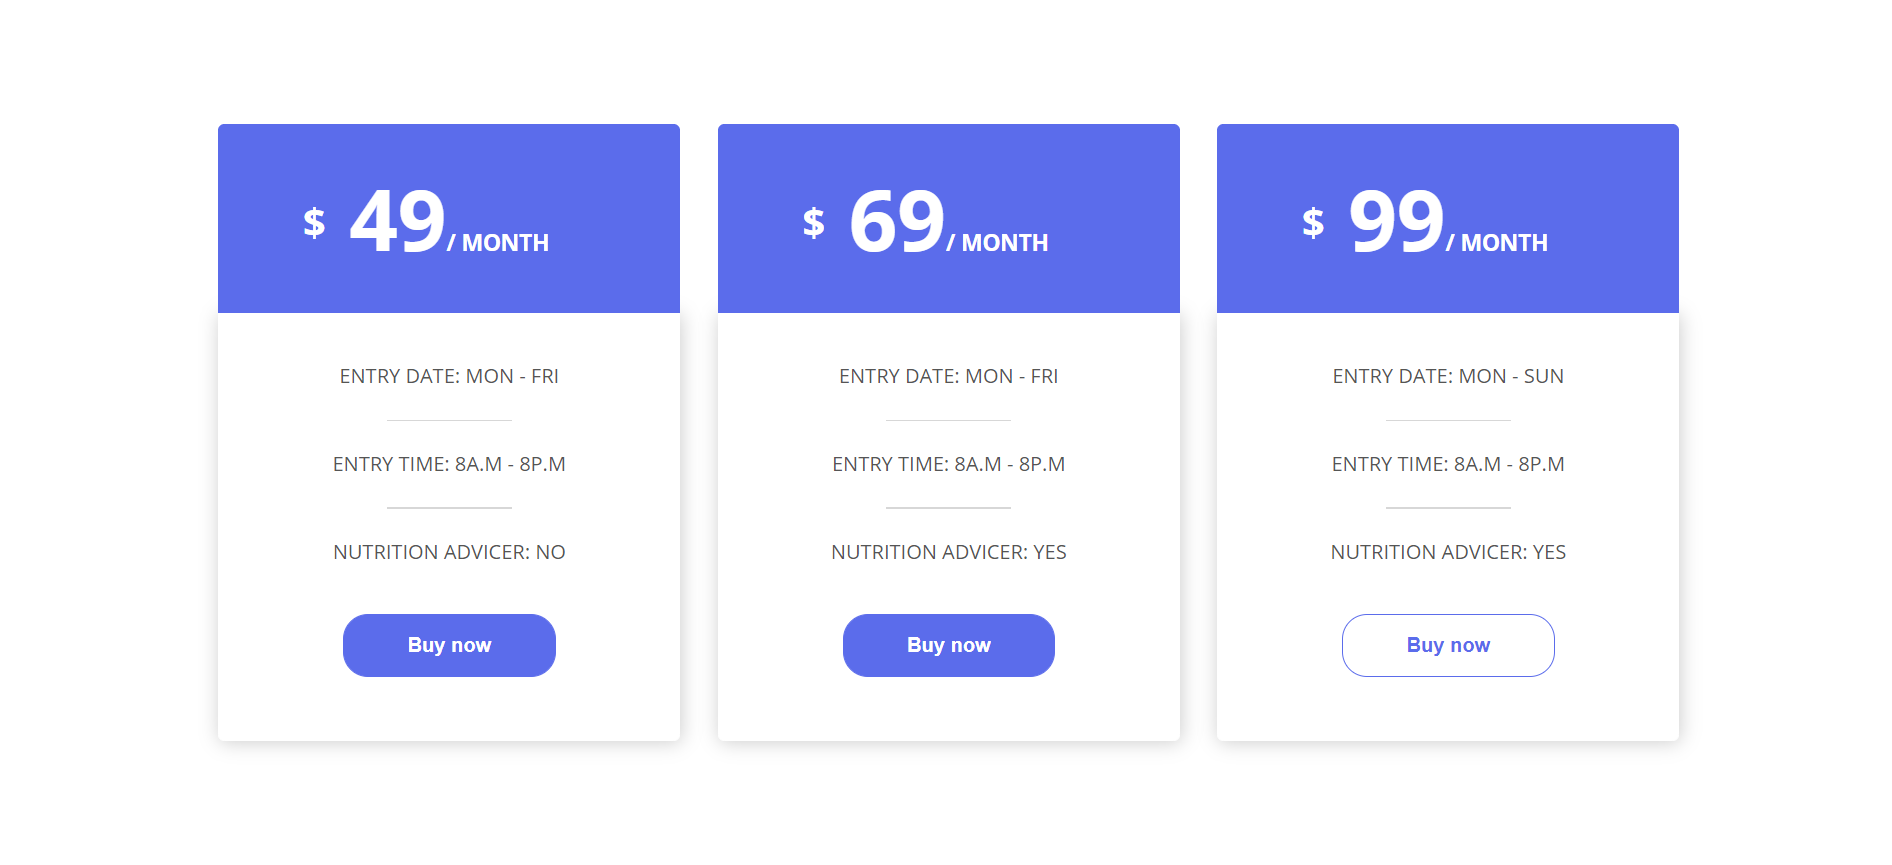 $ 49/ MONTH
ENTRY DATE: MON - FRI
ENTRY TIME: 8A.M - 8P.M
NUTRITION ADVICER: NO
Buy now
$ 69/ MONTH
ENTRY DATE: MON - FRI
ENTRY TIME: 8A.M - 8P.M
NUTRITION ADVICER: YES
Buy now
$ 99/ MONTH
ENTRY DATE: MON - SUN
ENTRY TIME: 8A.M - 8P.M
NUTRITION ADVICER: YES
Buy now